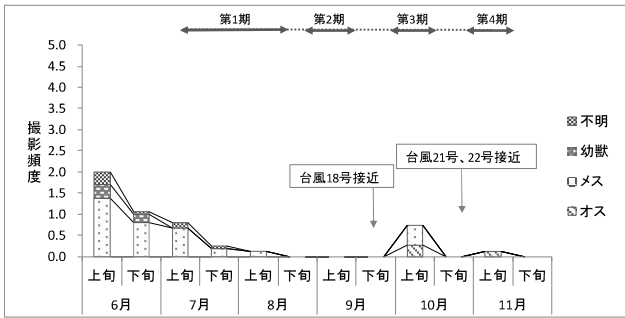 第1期 第2期 第3期 第4期
5.0
4.5
4.0
3.5
3.0
2.5
2.0
1.5
1.0
0.5
0.0
撮影頻度
台風18号接近
台風21号、22号接近
不明
幼獣
メス
オス
上旬 下旬 上旬 下旬 上旬 下旬 上旬 下旬 上旬 下旬 上旬 下旬
6月 7月 8月 9月 10月 11月